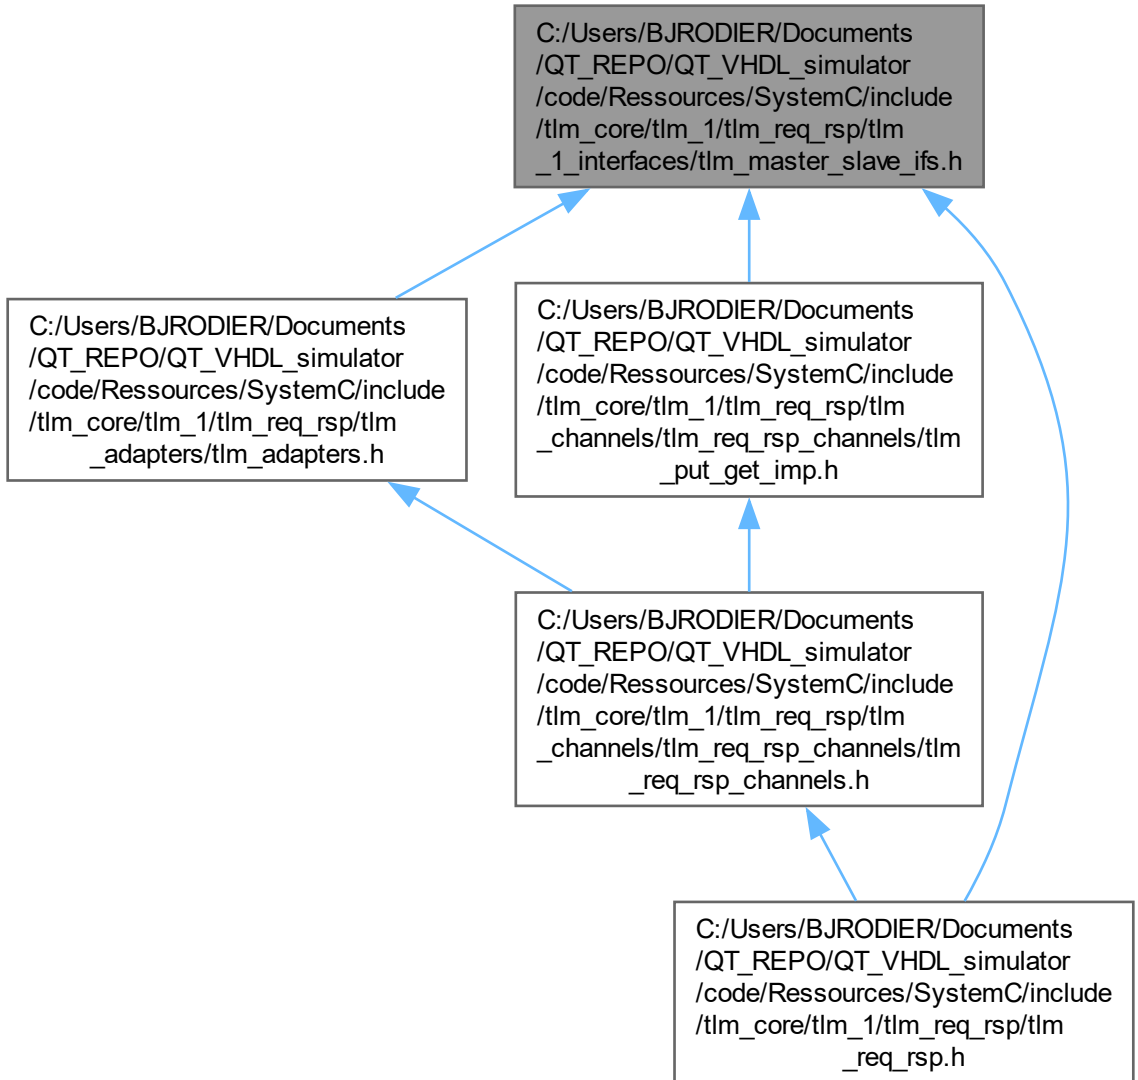 C:/Users/BJRODIER/Documents
/QT_REPO/QT_VHDL_simulator
/code/Ressources/SystemC/include
/tlm_core/tlm_1/tlm_req_rsp/tlm
_1_interfaces/tlm_master_slave_ifs.h
C:/Users/BJRODIER/Documents
/QT_REPO/QT_VHDL_simulator
/code/Ressources/SystemC/include
/tlm_core/tlm_1/tlm_req_rsp/tlm
_adapters/tlm_adapters.h
C:/Users/BJRODIER/Documents
/QT_REPO/QT_VHDL_simulator
/code/Ressources/SystemC/include
/tlm_core/tlm_1/tlm_req_rsp/tlm
_channels/tlm_req_rsp_channels/tlm
_put_get_imp.h
C:/Users/BJRODIER/Documents
/QT_REPO/QT_VHDL_simulator
/code/Ressources/SystemC/include
/tlm_core/tlm_1/tlm_req_rsp/tlm
_channels/tlm_req_rsp_channels/tlm
_req_rsp_channels.h
C:/Users/BJRODIER/Documents
/QT_REPO/QT_VHDL_simulator
/code/Ressources/SystemC/include
/tlm_core/tlm_1/tlm_req_rsp/tlm
_req_rsp.h